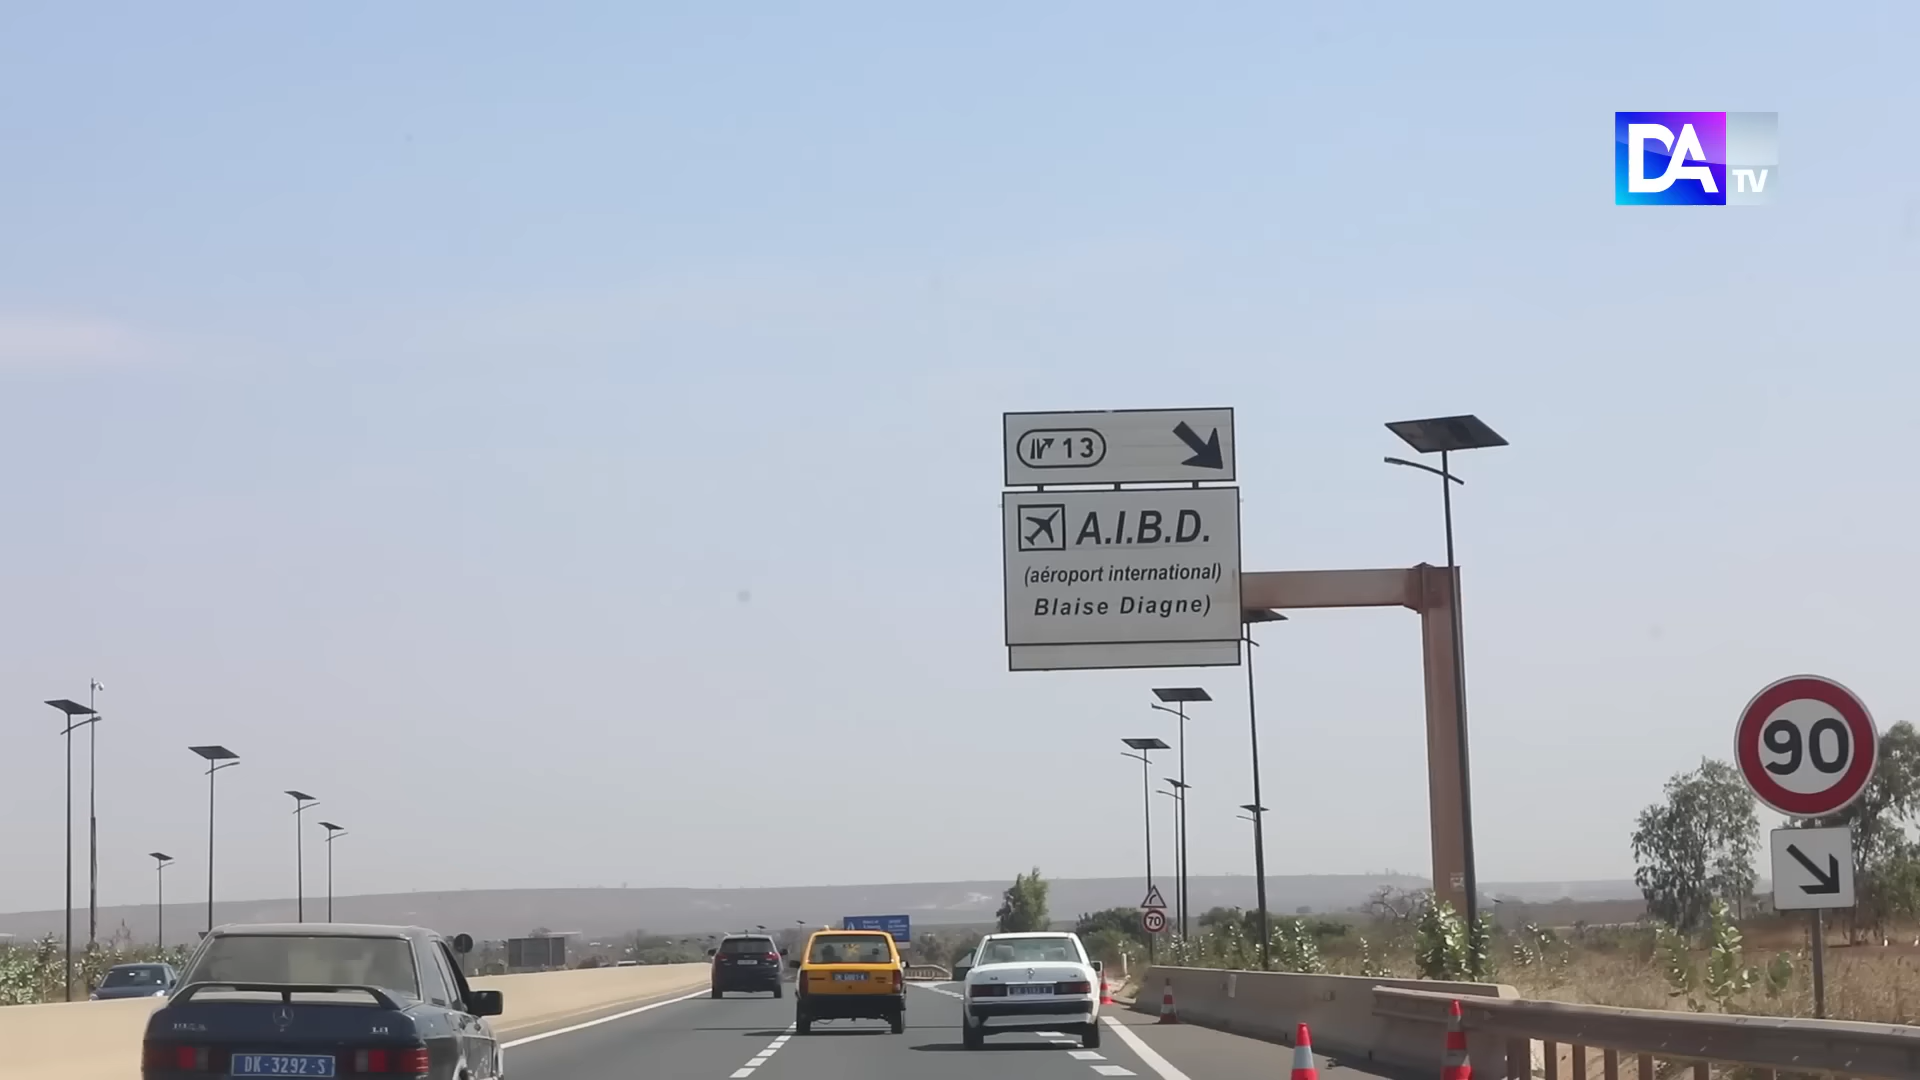 DA TV
13
A.I.B.D.
(aéroport international)
Blaise Diagne)
90
70
DK-3292-S